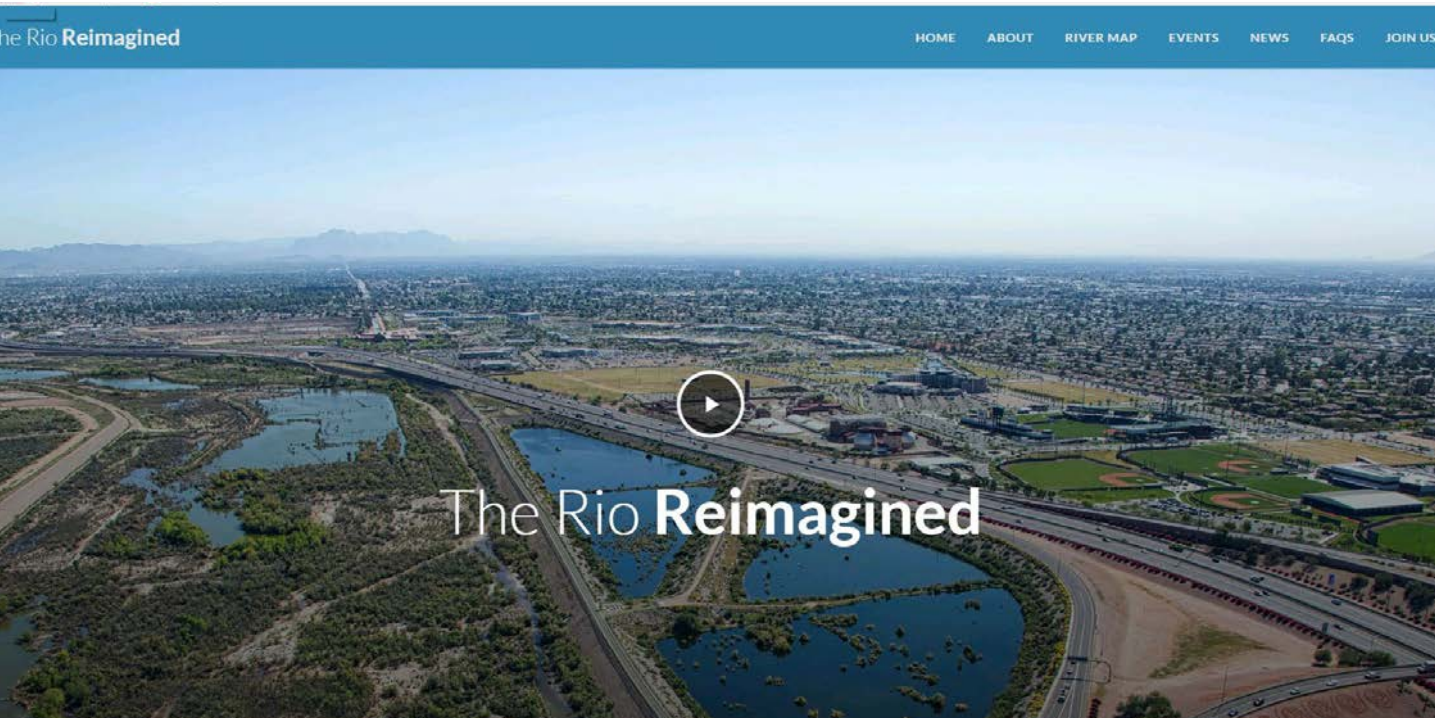 he Rio Reimagined
HOME ABOUT RIVER MAP EVENTS NEWS FAQS JOIN US
The Rio Reimagined